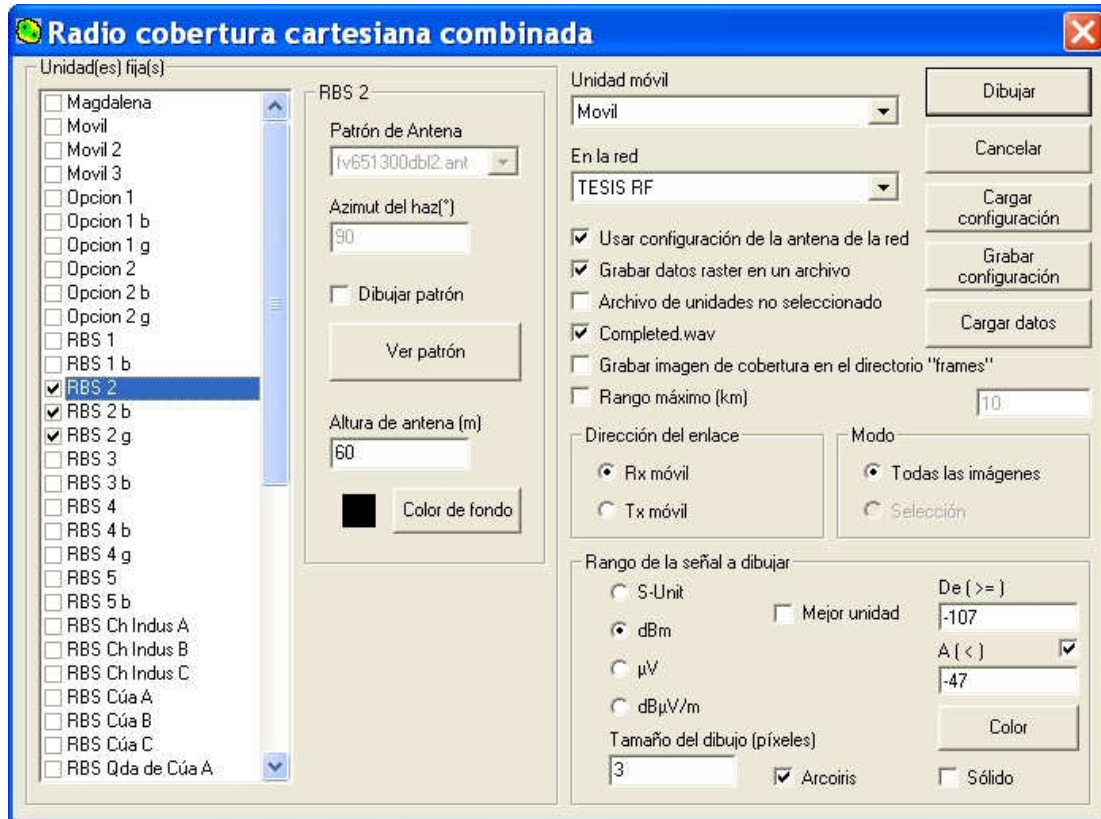 Radio cobertura cartesiana combinada
Unidad(es) fija(s)
Magdalena
Movil
Movil 2
Movil 3
Opcion 1
Opcion 1 b
Opcion 1 g
Opcion 2
Opcion 2 b
Opcion 2 g
RBS 1
RBS 1 b
RBS 2
RBS 2 b
RBS 2 g
RBS 3
RBS 3 b
RBS 4
RBS 4 b
RBS 4 g
RBS 5
RBS 5 b
RBS Ch Indus A
RBS Ch Indus B
RBS Ch Indus C
RBS Cúa A
RBS Cúa B
RBS Cúa C
RBS Qda de Cúa A
RBS 2
Patrón de Antena
fv651300dbl2.ant
Azimut del haz(°)
90
Dibujar patrón
Ver patrón
Altura de antena (m)
60
Color de fondo
Unidad móvil
Movil
En la red
TESIS RF
Usar configuración de la antena de la red
Grabar datos raster en un archivo
Archivo de unidades no seleccionado
Completed.wav
Grabar imagen de cobertura en el directorio "frames"
Rango máximo (km)
10
Dibujar
Cancelar
Cargar
configuración
Grabar
configuración
Cargar datos
Dirección del enlace
Rx móvil
Tx móvil
Modo
Todas las imágenes
Selección
Rango de la señal a dibujar
S-Unit
dBm
µV
dBµV/m
Mejor unidad
De ( >= )
-107
A ( < )
-47
Color
Tamaño del dibujo (píxeles)
3
Arcoiris
Sólido